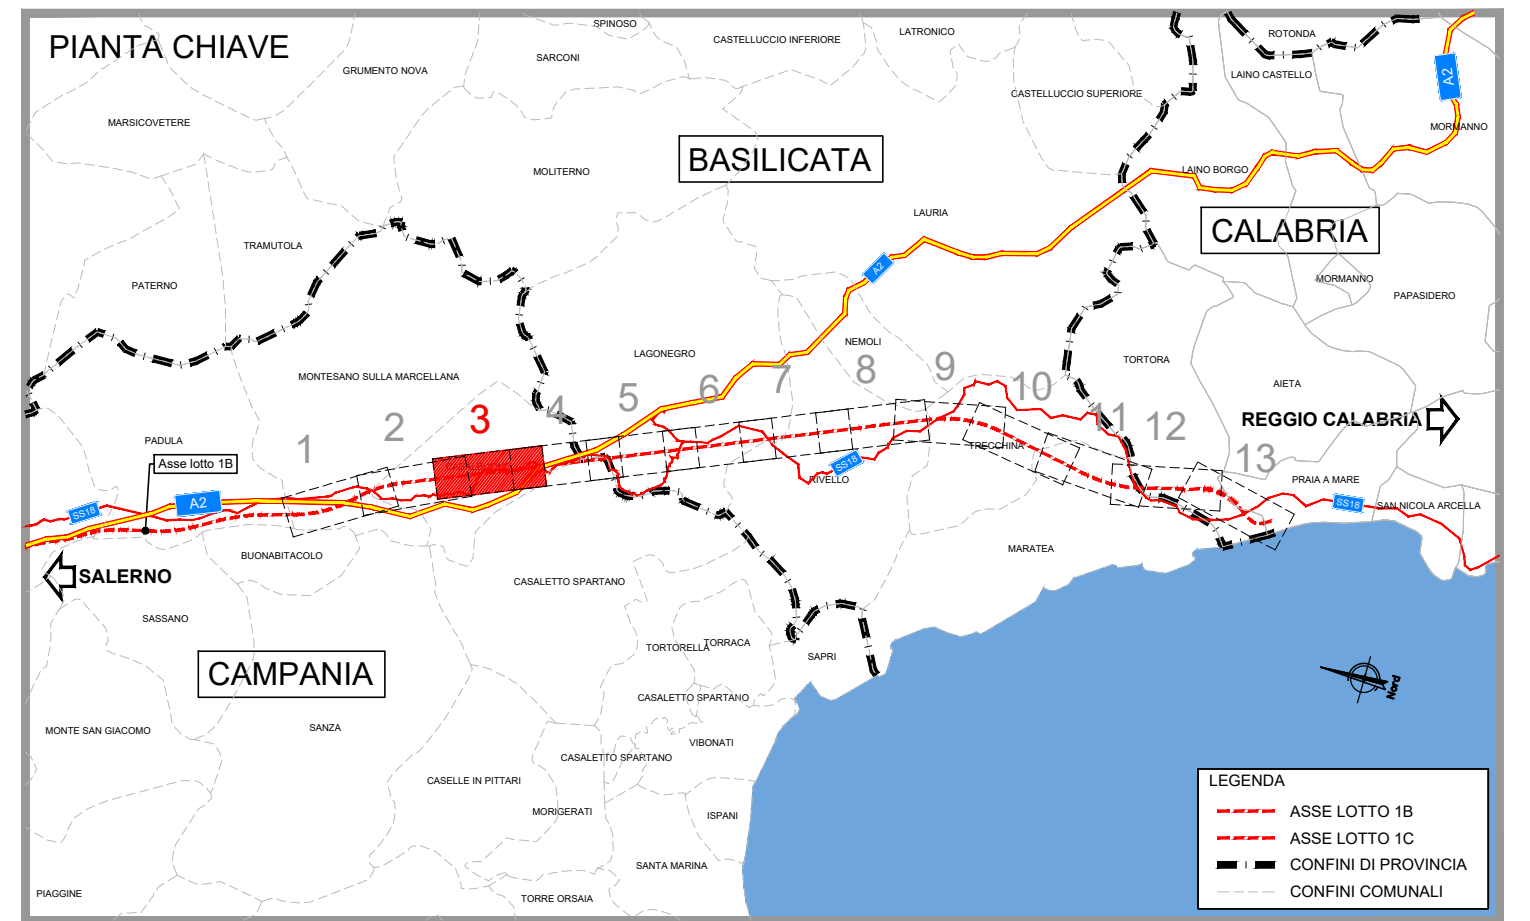 PIANTA CHIAVE
SPINOSO
SARCONI
GRUMENTO NOVA
CASTELLUCCIO INFERIORE
LATRONICO
ROTONDA
LAINO CASTELLO
A2
CASTELLUCCIO SUPERIORE
MARSICOVETERE
MORMANNO
BASILICATA
MOLITERNO
LAINO BORGO
LAURIA
CALABRIA
TRAMUTOLA
A2
PATERNO
MORMANNO
PAPASIDERO
NEMOLI
LAGONEGRO
TORTORA
MONTESANO SULLA MARCELLANA
AIETA
1
2
3
4
5
6
7
8
9
10
11
12
13
REGGIO CALABRIA
PADULA
Asse lotto 1B
TRECCHINA
SS18
RIVELLO
PRAIA A MARE
SS18
SAN NICOLA ARCELLA
A2
SS18
BUONABITACOLO
MARATEA
SALERNO
CASALETTO SPARTANO
SASSANO
TORRACA
TORTORELLA
SAPRI
CAMPANIA
CASALETTO SPARTANO
Nord
MONTE SAN GIACOMO
SANZA
VIBONATI
CASALETTO SPARTANO
CASELLE IN PITTARI
MORIGERATI
ISPANI
SANTA MARINA
PIAGGINE
TORRE ORSAIA
LEGENDA
ASSE LOTTO 1B
ASSE LOTTO 1C
CONFINI DI PROVINCIA
CONFINI COMUNALI